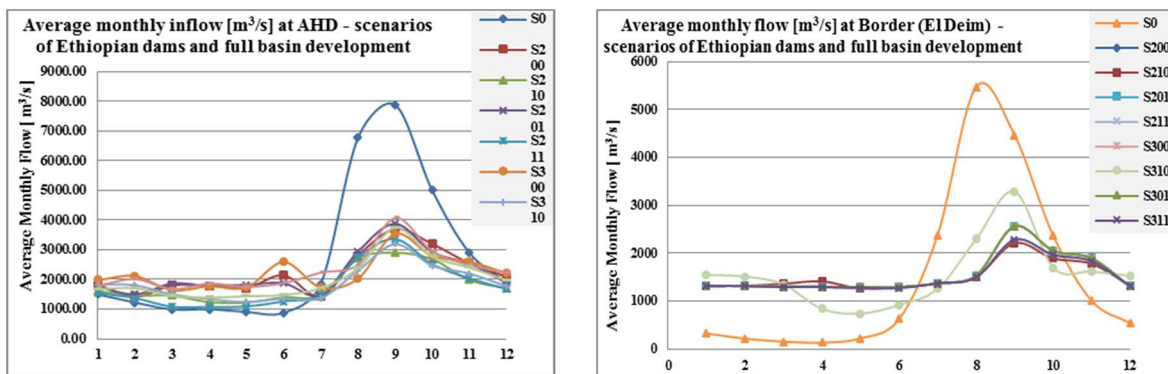 Average monthly inflow [m³/s] at AHD - scenarios
of Ethiopian dams and full basin development
Average Monthly Flow [ m³/s]
9000.00
8000.00
7000.00
6000.00
5000.00
4000.00
3000.00
2000.00
1000.00
0.00
1 2 3 4 5 6 7 8 9 10 11 12
S0
S2
00
S2
10
S2
01
S2
11
S3
00
S3
10
Average monthly flow [m³/s] at Border (El Deim) -
scenarios of Ethiopian dams and full basin development
Average Monthly Flow [ m³/s]
6000
5000
4000
3000
2000
1000
0
0 2 4 6 8 10 12
S0
S200
S210
S201
S211
S300
S310
S301
S311